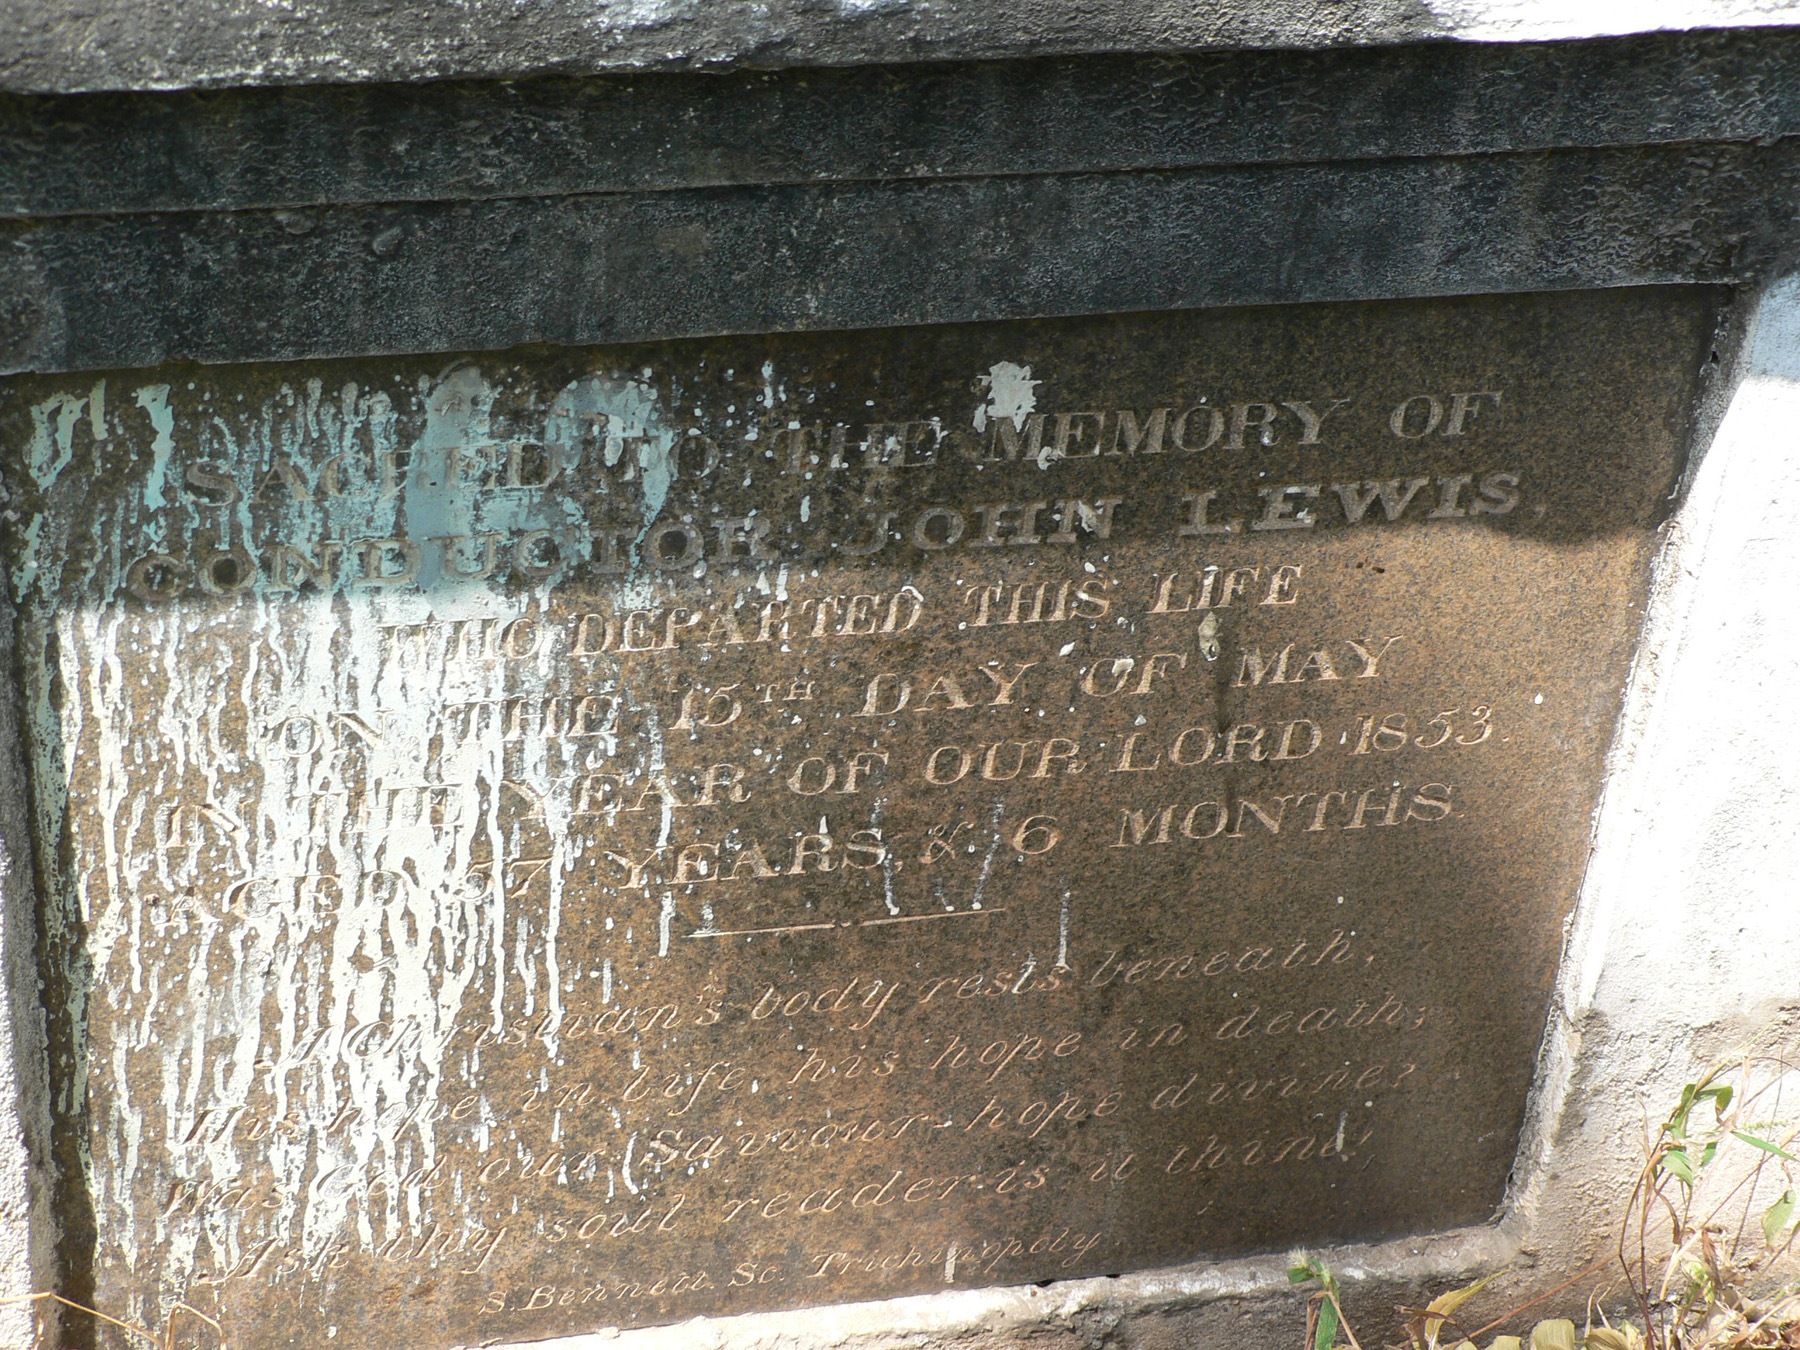 SACRED TO THE MEMORY OF
CONDUCTOR JOHN LEWIS.
WHO DEPARTED THIS LIFE
ON THE 15TH DAY OF MAY
IN THE YEAR OF OUR LORD 1853.
AGED 57 YEARS, & 6 MONTHS.
A Christian's body rests beneath,
His hope in life, his hope in death;
Was God our Saviour-hope divine:
Ask thy soul reader is it thine!
S. Bennett. Sc. Trichinopoly.